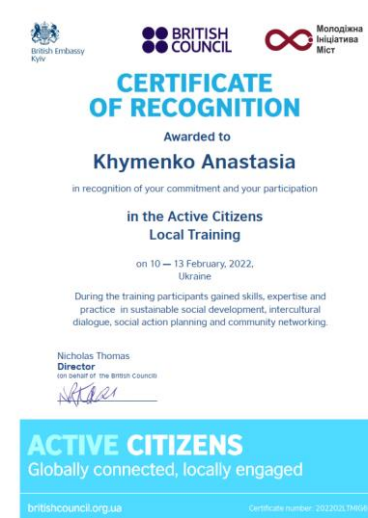 British Embassy
Kyiv
BRITISH
COUNCIL
Молодіжна
Ініціатива
Міст
CERTIFICATE
OF RECOGNITION
Awarded to
Khymenko Anastasia
in recognition of your commitment and your participation
in the Active Citizens
Local Training
on 10 — 13 February, 2022,
Ukraine
During the training participants gained skills, expertise and
practice in sustainable social development, intercultural
dialogue, social action planning and community networking.
Nicholas Thomas
Director
(on behalf of the British Council)
ACTIVE CITIZENS
Globally connected, locally engaged
britishcouncil.org.ua
Certificate number: